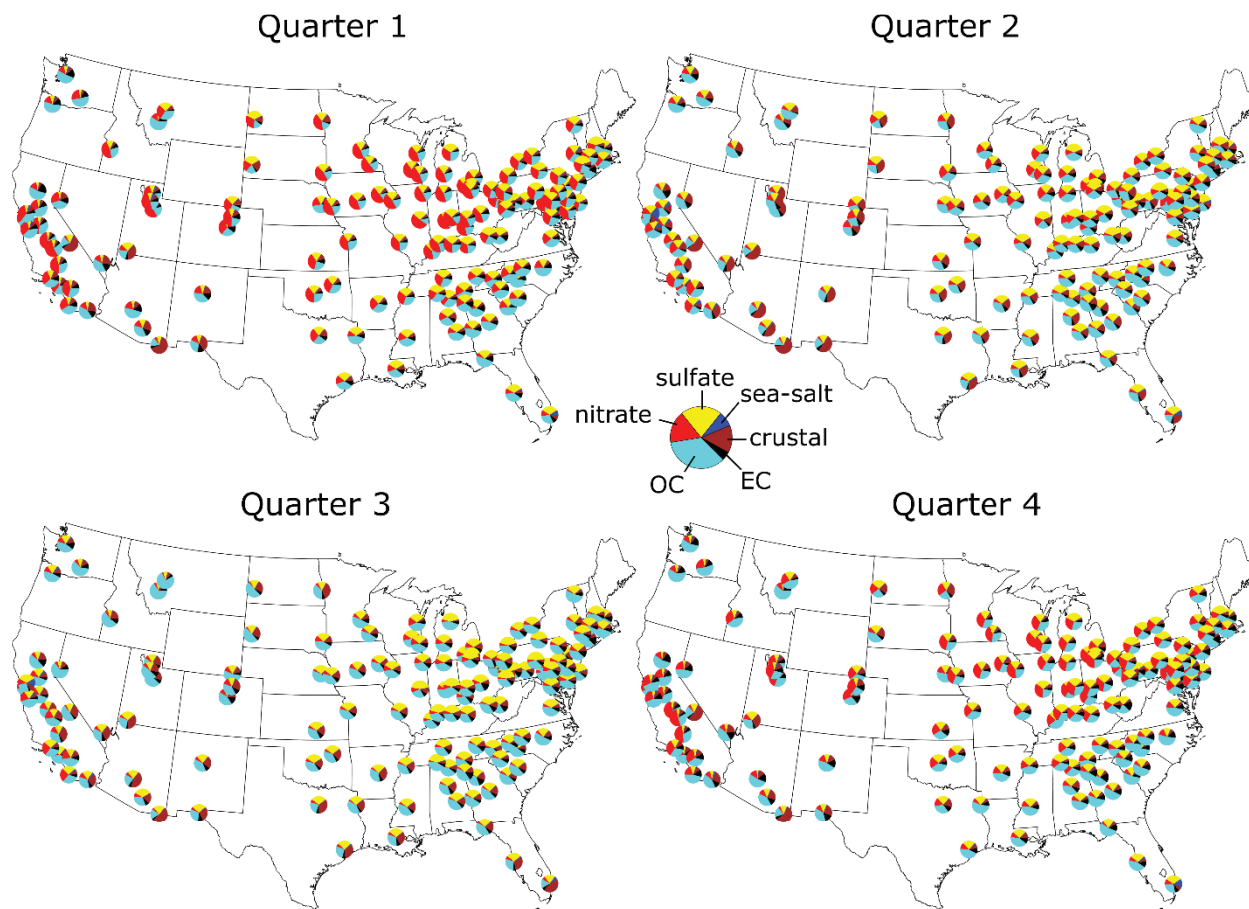 Quarter 1
Quarter 2
sulfate
sea-salt
nitrate
crustal
OC
EC
Quarter 3
Quarter 4